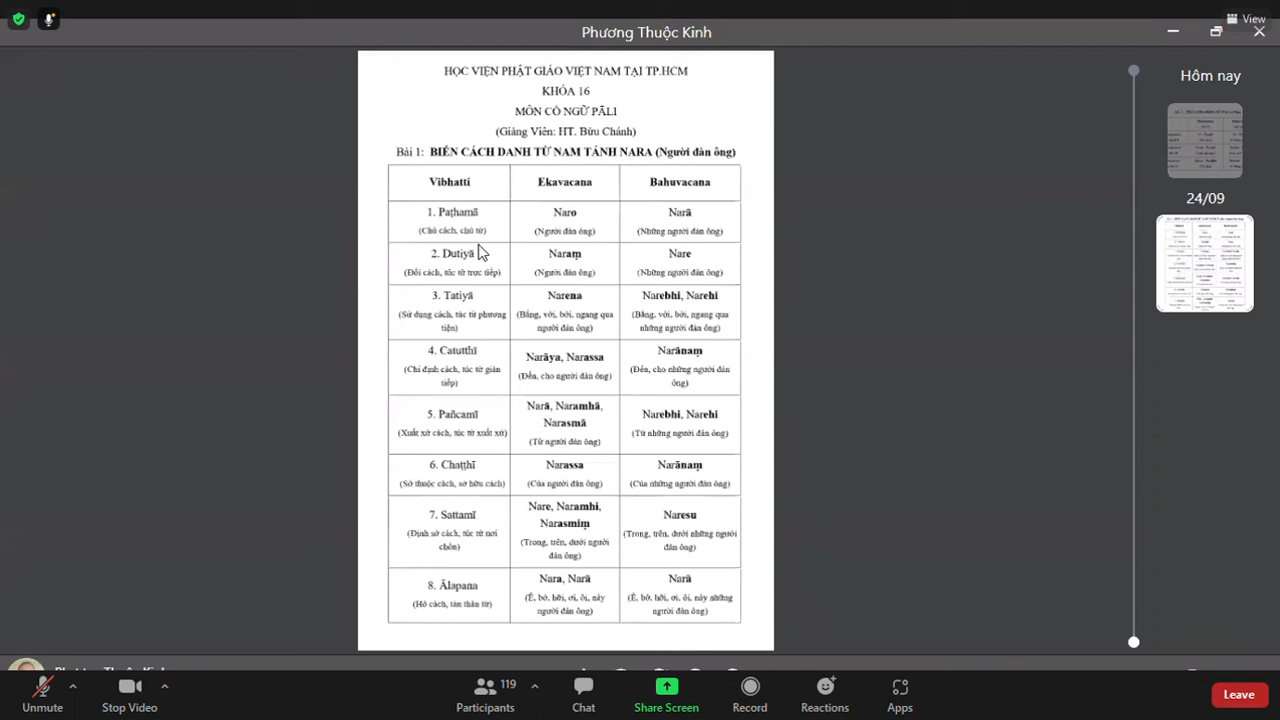 View
Phương Thuộc Kinh
HỌC VIỆN PHẬT GIÁO VIỆT NAM TẠI TP.HCM
KHÓA 16
MÔN CỔ NGỮ PĀLI
(Giảng Viên: HT. Bửu Chánh)
Bài 1: BIẾN CÁCH DANH TỪ NAM TÁNH NARA (Người đàn ông)
Vibhatti Ekavacana Bahuvacana
1. Paṭhamā Naro Narā
(Chủ cách, chủ từ) (Người đàn ông) (Những người đàn ông)
2. Dutiyā Naraṃ Nare
(Đối cách, túc từ trực tiếp) (Người đàn ông) (Những người đàn ông)
3. Tatiyā Narena Narebhi, Narehi
(Sử dụng cách, túc từ phương (Bằng, với, bởi, ngang qua (Bằng, với, bởi, ngang qua
tiện) người đàn ông) những người đàn ông)
4. Catutthī Narāya, Narassa Narānaṃ
(Chỉ định cách, túc từ gián (Đến, cho người đàn ông) (Đến, cho những người đàn
tiếp) ông)
5. Pañcamī Narā, Naramhā, Narebhi, Narehi
Narasmā
(Xuất xứ cách, túc từ xuất xứ) (Từ người đàn ông) (Từ những người đàn ông)
6. Chaṭṭhī Narassa Narānaṃ
(Sở thuộc cách, sở hữu cách) (Của người đàn ông) (Của những người đàn ông)
7. Sattamī Nare, Naramhi, Naresu
Narasmiṃ
(Định sở cách, túc từ nơi (Trong, trên, dưới người (Trong, trên, dưới những người
chốn) đàn ông) đàn ông)
8. Ālapana Nara, Narā Narā
(Hô cách, tán thán từ) (Ê, bớ, hỡi, ơi, ôi, này (Ê, bớ, hỡi, ơi, ôi, này những
người đàn ông) người đàn ông)
Hôm nay
24/09
Unmute
Stop Video
119
Participants
Chat
Share Screen
Record
Reactions
Apps
Leave